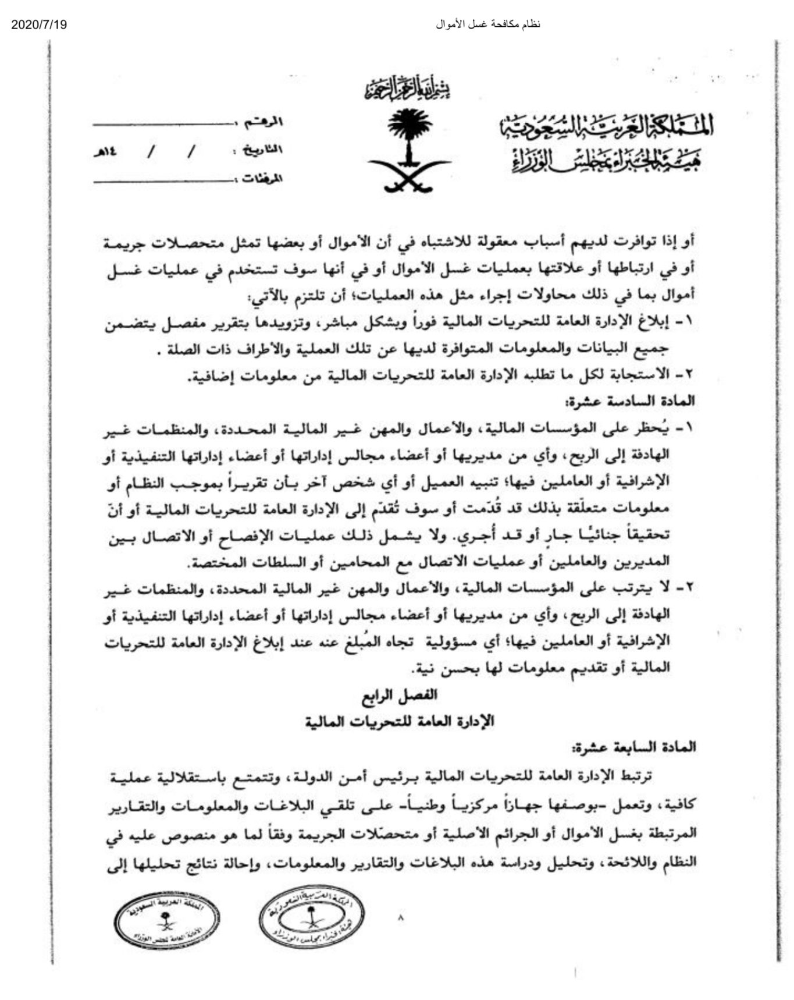 2020/7/19
نظام مكافحة غسل الأموال
بسم الله الرحمن الرحيم
المملكة العربية السعودية
هيئة الخبراء بمجلس الوزراء
الرقم :
التاريخ : / / ١٤هـ
المرفقات :
أو إذا توافرت لديهم أسباب معقولة للاشتباه في أن الأموال أو بعضها تمثل متحصلات جريمة
أو في ارتباطها أو علاقتها بعمليات غسل الأموال أو في أنها سوف تستخدم في عمليات غسل
أموال بما في ذلك محاولات إجراء مثل هذه العمليات؛ أن تلتزم بالآتي:
١- إبلاغ الإدارة العامة للتحريات المالية فوراً وبشكل مباشر، وتزويدها بتقرير مفصل يتضمن
جميع البيانات والمعلومات المتوافرة لديها عن تلك العملية والأطراف ذات الصلة .
٢- الاستجابة لكل ما تطلبه الإدارة العامة للتحريات المالية من معلومات إضافية.
المادة السادسة عشرة:
١- يُحظر على المؤسسات المالية، والأعمال والمهن غير المالية المحددة، والمنظمات غير
الهادفة إلى الربح، وأي من مديريها أو أعضاء مجالس إداراتها أو أعضاء إداراتها التنفيذية أو
الإشرافية أو العاملين فيها؛ تنبيه العميل أو أي شخص آخر بأن تقريراً بموجب النظام أو
معلومات متعلّقة بذلك قد قُدّمت أو سوف تُقدّم إلى الإدارة العامة للتحريات المالية أو أنّ
تحقيقاً جنائيًّا جارٍ أو قد أُجري. ولا يشمل ذلك عمليات الإفصاح أو الاتصال بين
المديرين والعاملين أو عمليات الاتصال مع المحامين أو السلطات المختصة.
٢- لا يترتب على المؤسسات المالية، والأعمال والمهن غير المالية المحددة، والمنظمات غير
الهادفة إلى الربح، وأي من مديريها أو أعضاء مجالس إداراتها أو أعضاء إداراتها التنفيذية أو
الإشرافية أو العاملين فيها؛ أي مسؤولية تجاه المُبلغ عنه عند إبلاغ الإدارة العامة للتحريات
المالية أو تقديم معلومات لها بحسن نية.
الفصل الرابع
الإدارة العامة للتحريات المالية
المادة السابعة عشرة:
ترتبط الإدارة العامة للتحريات المالية برئيس أمن الدولة، وتتمتع باستقلالية عملية
كافية، وتعمل -بوصفها جهازاً مركزياً وطنياً- على تلقي البلاغات والمعلومات والتقارير
المرتبطة بغسل الأموال أو الجرائم الأصلية أو متحصّلات الجريمة وفقاً لما هو منصوص عليه في
النظام واللائحة، وتحليل ودراسة هذه البلاغات والتقارير والمعلومات، وإحالة نتائج تحليلها إلى
٨
المملكة العربية السعودية
هيئة الخبراء بمجلس الوزراء
المملكة العربية السعودية
الأمانة العامة لمجلس الوزراء